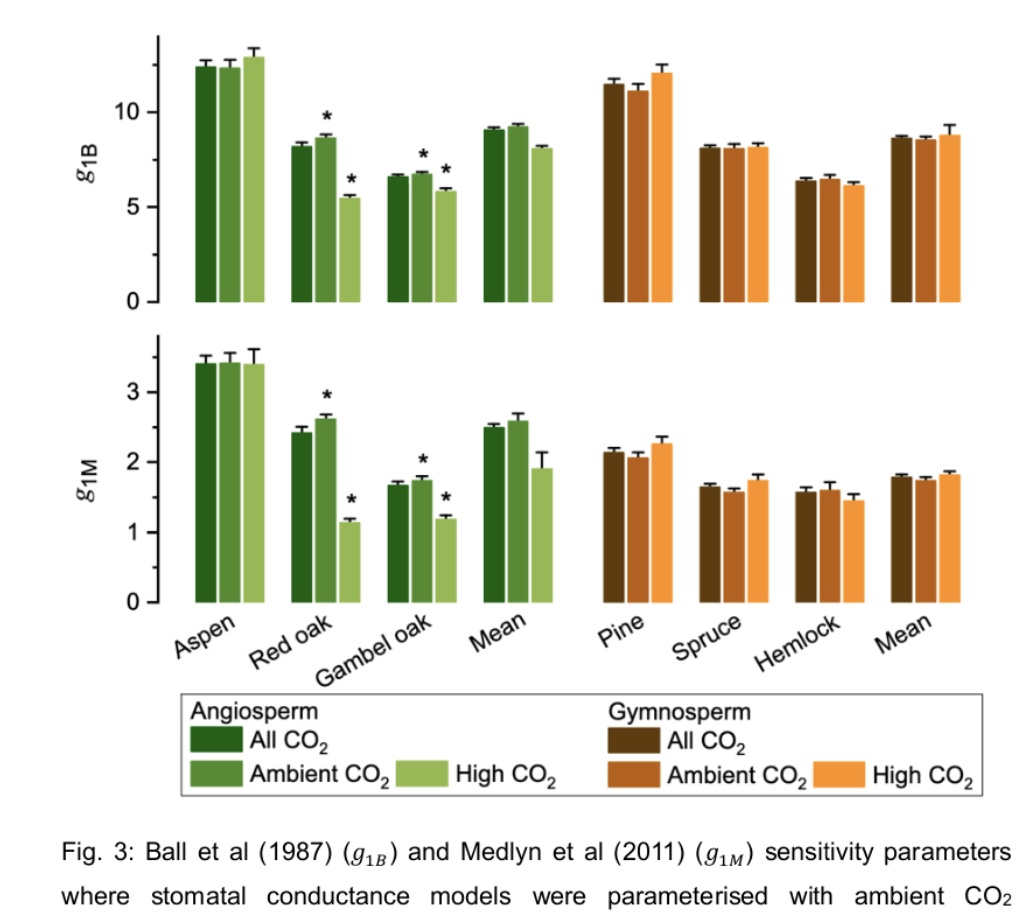 10
5
0
g1B
* * * *
3
2
1
0
g1M
* * * *
Aspen Red oak Gambel oak Mean Pine Spruce Hemlock Mean
Angiosperm Gymnosperm
All CO₂ All CO₂
Ambient CO₂ High CO₂ Ambient CO₂ High CO₂
Fig. 3: Ball et al (1987) (g1B) and Medlyn et al (2011) (g1M) sensitivity parameters
where stomatal conductance models were parameterised with ambient CO₂